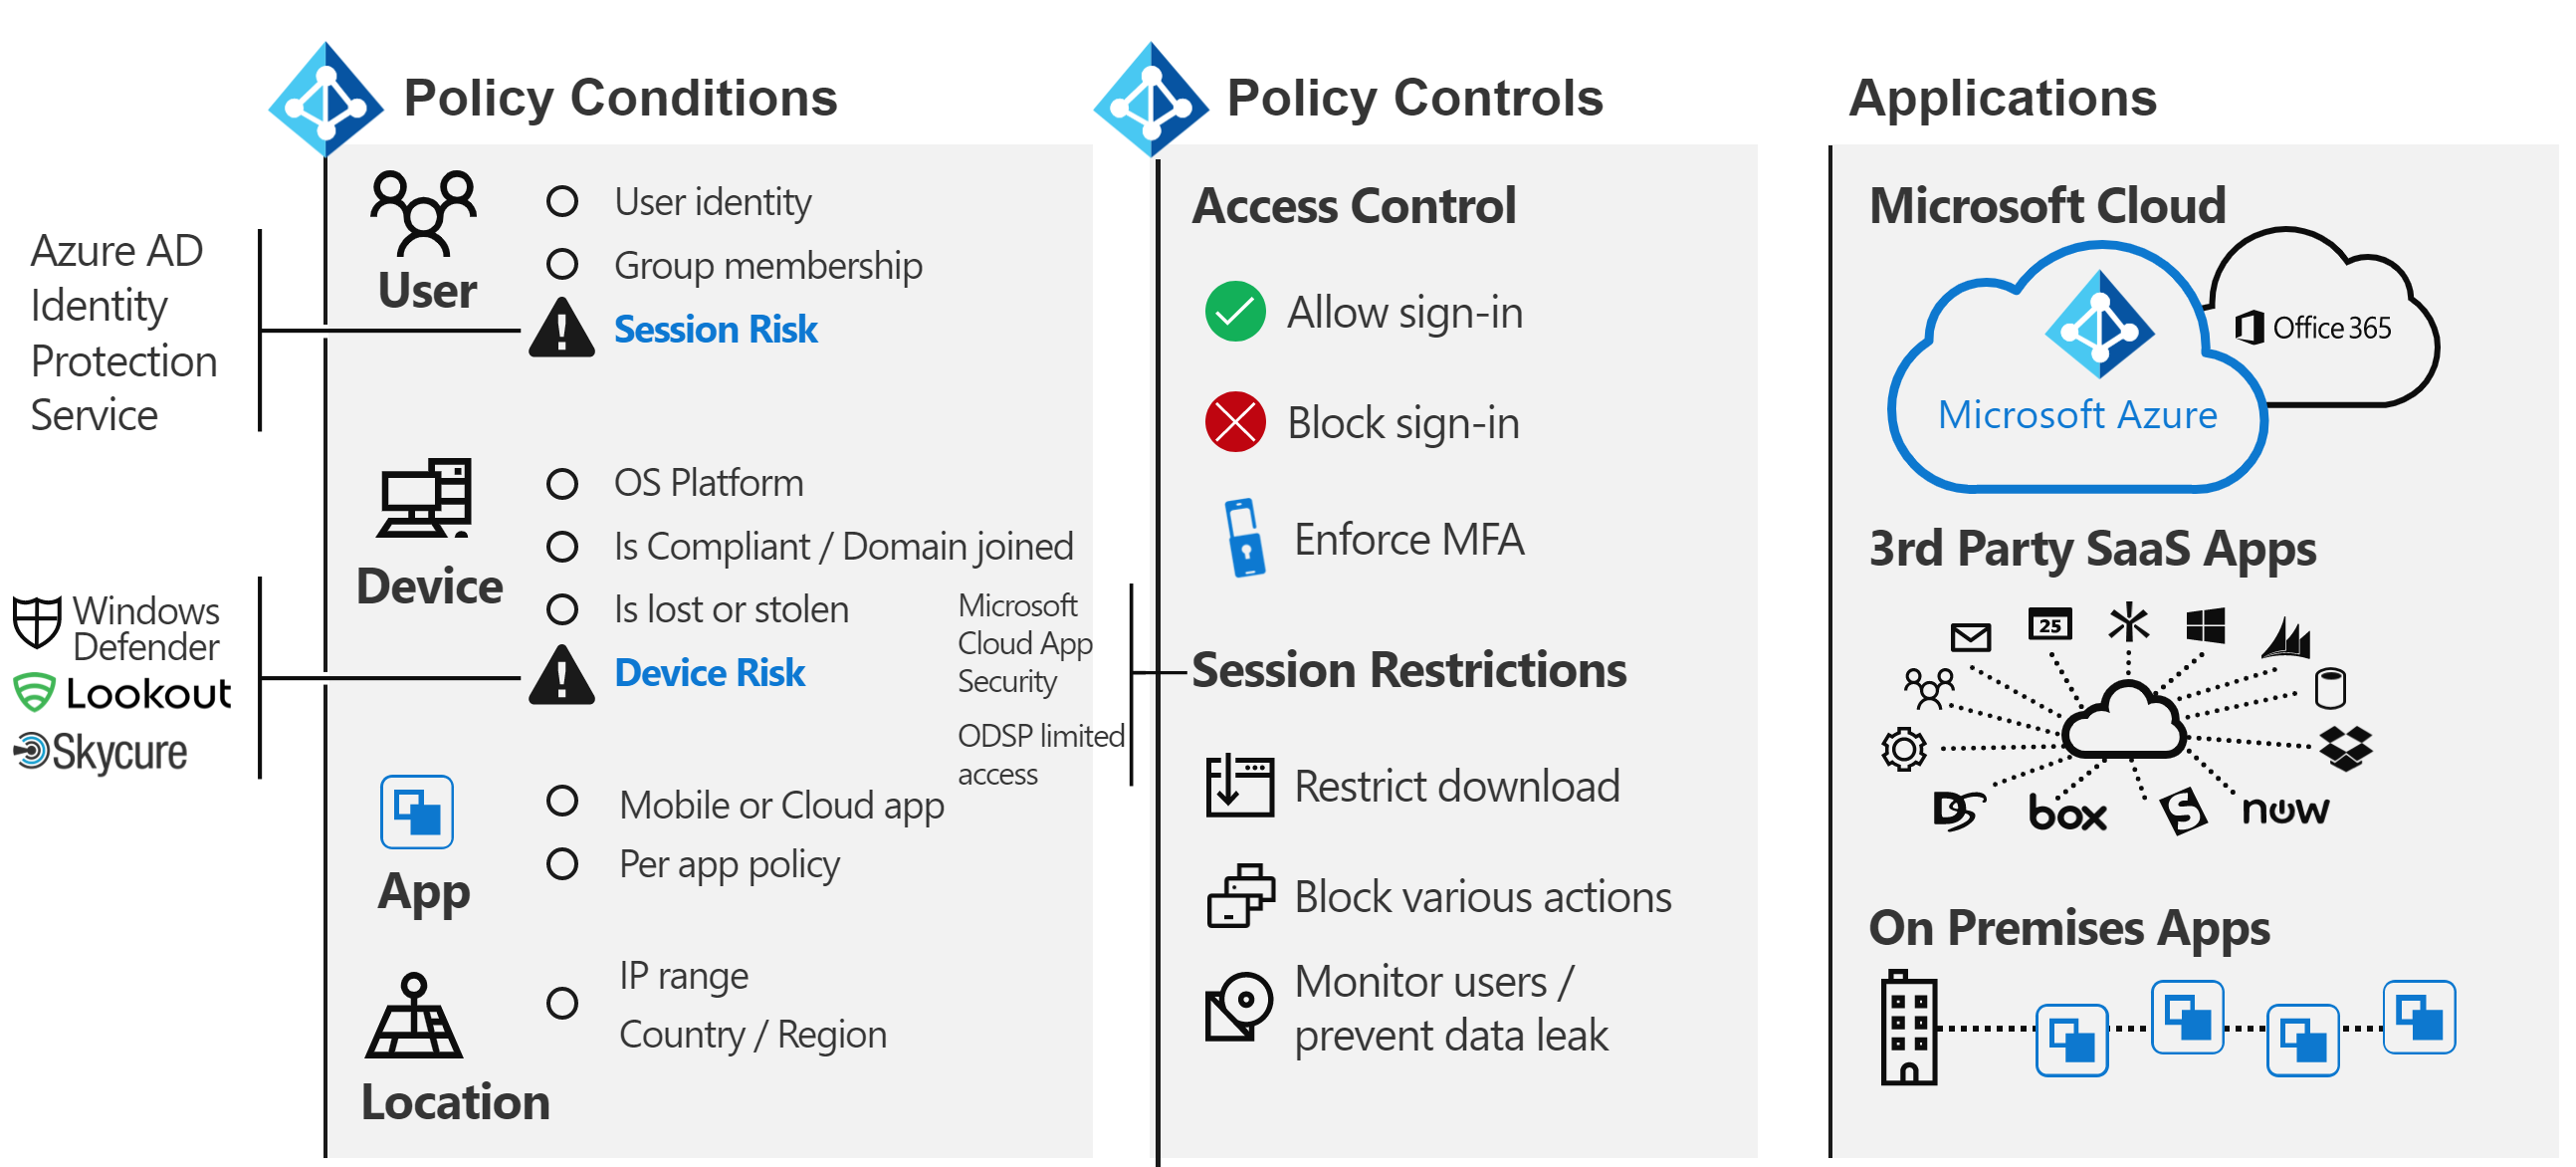 Policy Conditions
Azure AD
Identity
Protection
Service
Windows
Defender
Lookout
Skycure
User
User identity
Group membership
Session Risk
Device
OS Platform
Is Compliant / Domain joined
Is lost or stolen
Device Risk
App
Mobile or Cloud app
Per app policy
Location
IP range
Country / Region
Policy Controls
Access Control
Allow sign-in
Block sign-in
Enforce MFA
Microsoft
Cloud App
Security
ODSP limited
access
Session Restrictions
Restrict download
Block various actions
Monitor users /
prevent data leak
Applications
Microsoft Cloud
Office 365
Microsoft Azure
3rd Party SaaS Apps
25
DS
box
S
now
On Premises Apps